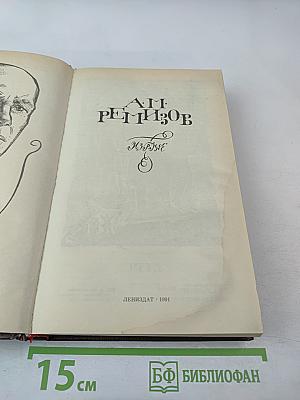 А.М.
РЕМИЗОВ
ЛЕНИЗДАТ · 1991
15 см
БФ БИБЛИОФАН